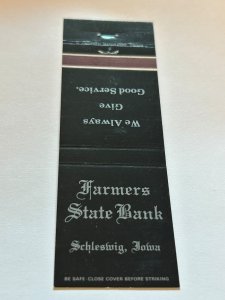 We Always
Give
Good Service.
Farmers
State Bank
Schleswig, Iowa
BE SAFE-CLOSE COVER BEFORE STRIKING